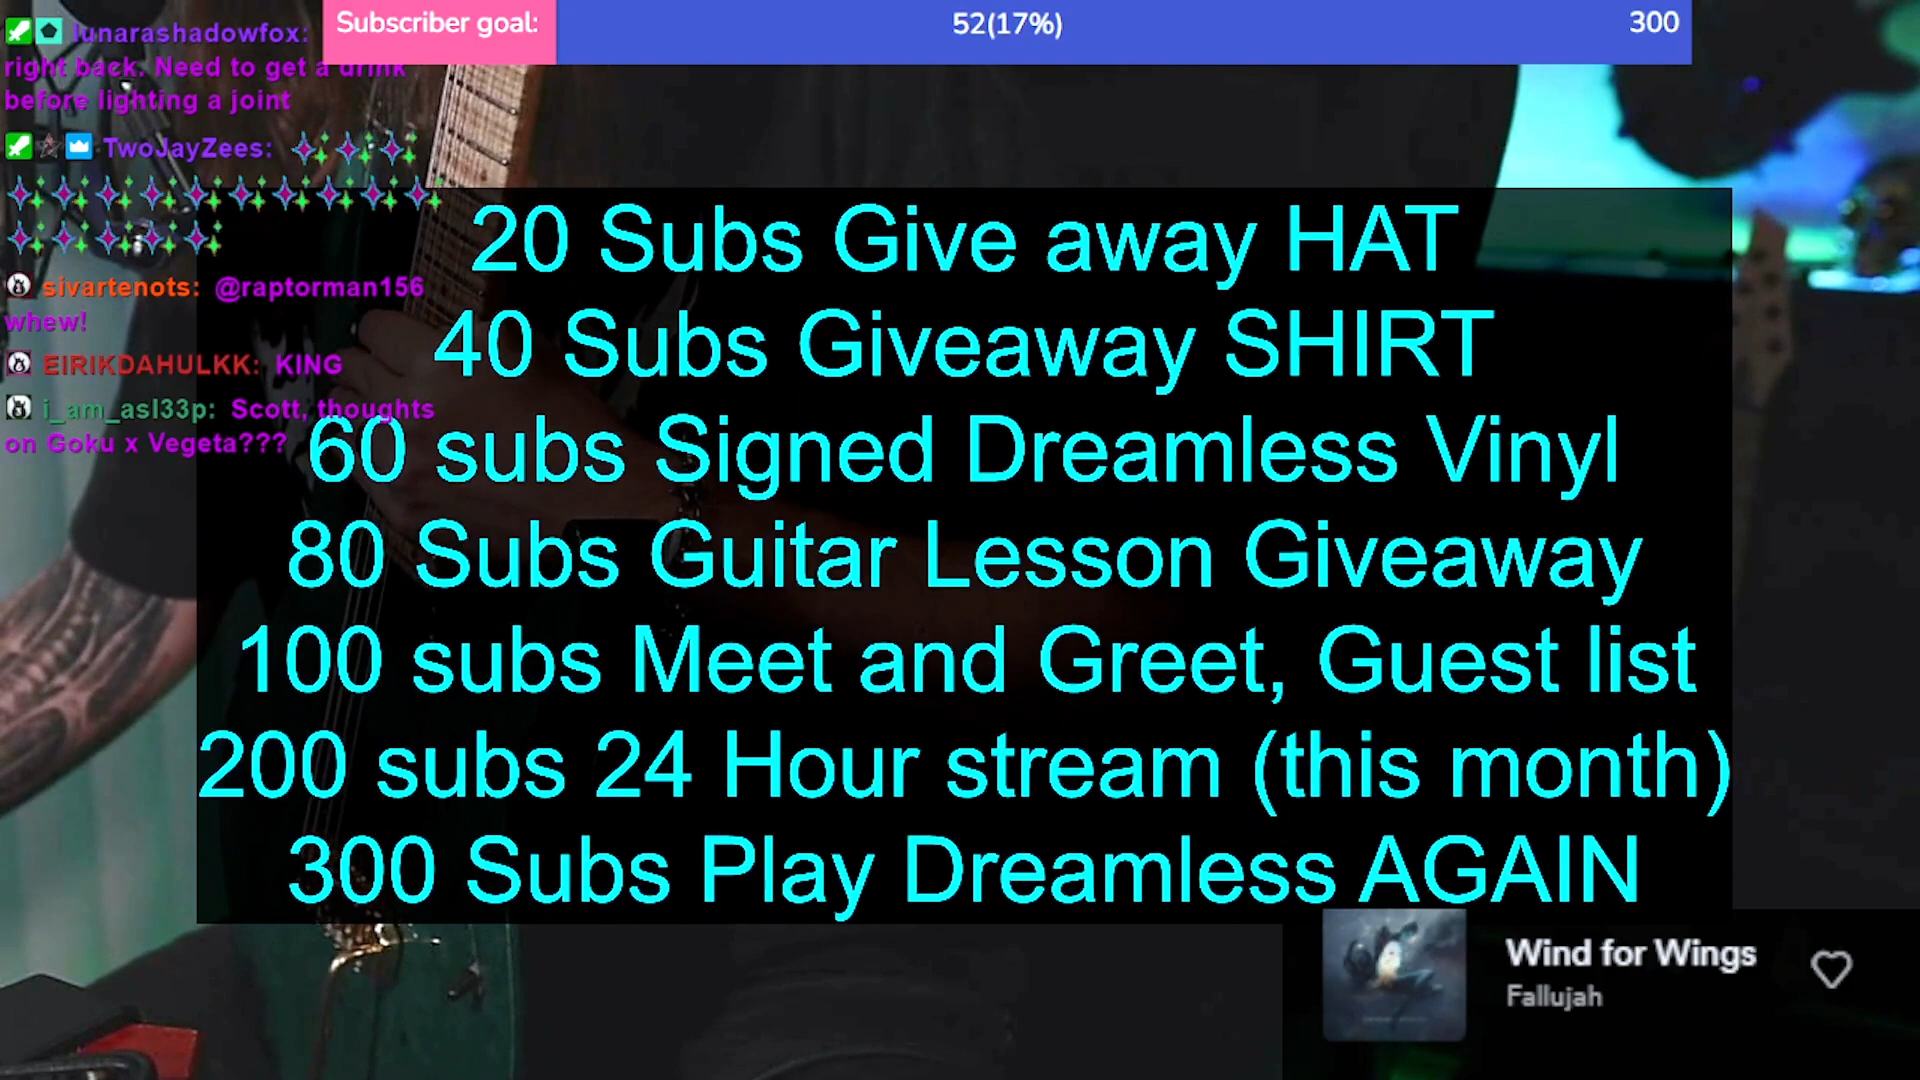 Subscriber goal: 52(17%) 300
lunarashadowfox:
right back. Need to get a drink
before lighting a joint
TwoJayZees:
sivartenots: @raptorman156
whew!
EIRIKDAHULKK: KING
i_am_asl33p: Scott, thoughts
on Goku x Vegeta???
20 Subs Give away HAT
40 Subs Giveaway SHIRT
60 subs Signed Dreamless Vinyl
80 Subs Guitar Lesson Giveaway
100 subs Meet and Greet, Guest list
200 subs 24 Hour stream (this month)
300 Subs Play Dreamless AGAIN
Wind for Wings
Fallujah